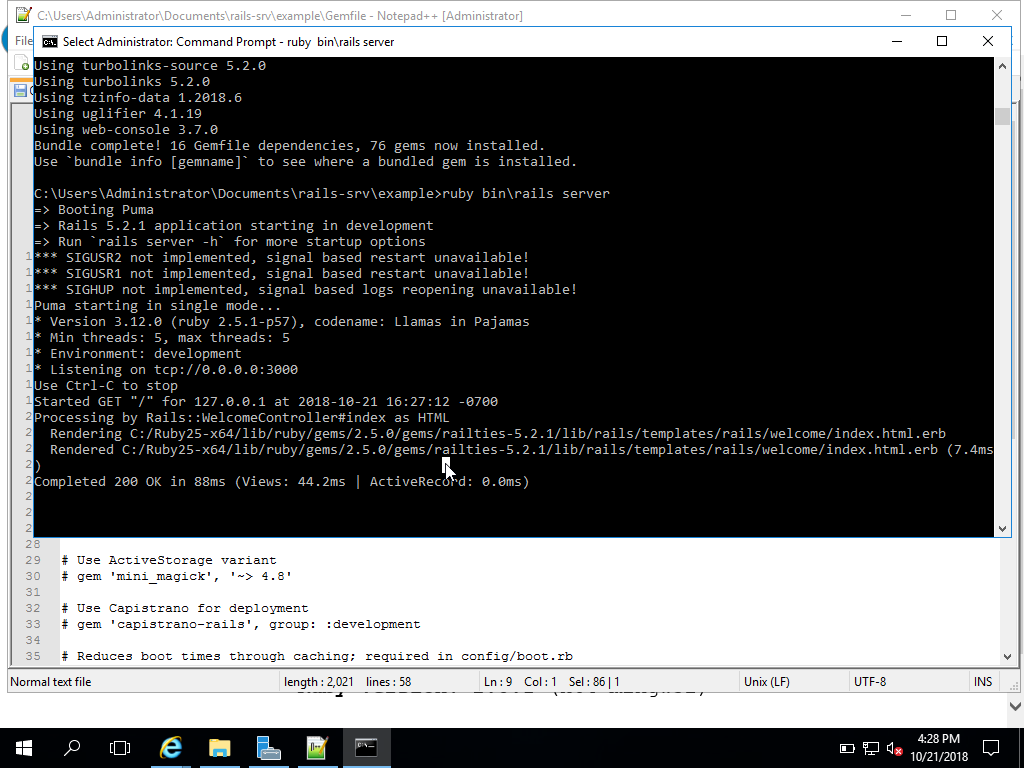 C:\Users\Administrator\Documents\rails-srv\example\Gemfile - Notepad++ [Administrator]
File
Select Administrator: Command Prompt - ruby  bin\rails server
Using turbolinks-source 5.2.0
Using turbolinks 5.2.0
Using tzinfo-data 1.2018.6
Using uglifier 4.1.19
Using web-console 3.7.0
Bundle complete! 16 Gemfile dependencies, 76 gems now installed.
Use `bundle info [gemname]` to see where a bundled gem is installed.
C:\Users\Administrator\Documents\rails-srv\example>ruby bin\rails server
=> Booting Puma
=> Rails 5.2.1 application starting in development
=> Run `rails server -h` for more startup options
*** SIGUSR2 not implemented, signal based restart unavailable!
*** SIGUSR1 not implemented, signal based restart unavailable!
*** SIGHUP not implemented, signal based logs reopening unavailable!
Puma starting in single mode...
* Version 3.12.0 (ruby 2.5.1-p57), codename: Llamas in Pajamas
* Min threads: 5, max threads: 5
* Environment: development
* Listening on tcp://0.0.0.0:3000
Use Ctrl-C to stop
Started GET "/" for 127.0.0.1 at 2018-10-21 16:27:12 -0700
Processing by Rails::WelcomeController#index as HTML
  Rendering C:/Ruby25-x64/lib/ruby/gems/2.5.0/gems/railties-5.2.1/lib/rails/templates/rails/welcome/index.html.erb
  Rendered C:/Ruby25-x64/lib/ruby/gems/2.5.0/gems/railties-5.2.1/lib/rails/templates/rails/welcome/index.html.erb (7.4ms
)
Completed 200 OK in 88ms (Views: 44.2ms | ActiveRecord: 0.0ms)
28
29 # Use ActiveStorage variant
30 # gem 'mini_magick', '~> 4.8'
31
32 # Use Capistrano for deployment
33 # gem 'capistrano-rails', group: :development
34
35 # Reduces boot times through caching; required in config/boot.rb
Normal text file length : 2,021 lines : 58 Ln : 9 Col : 1 Sel : 86 | 1 Unix (LF) UTF-8 INS
4:28 PM
10/21/2018